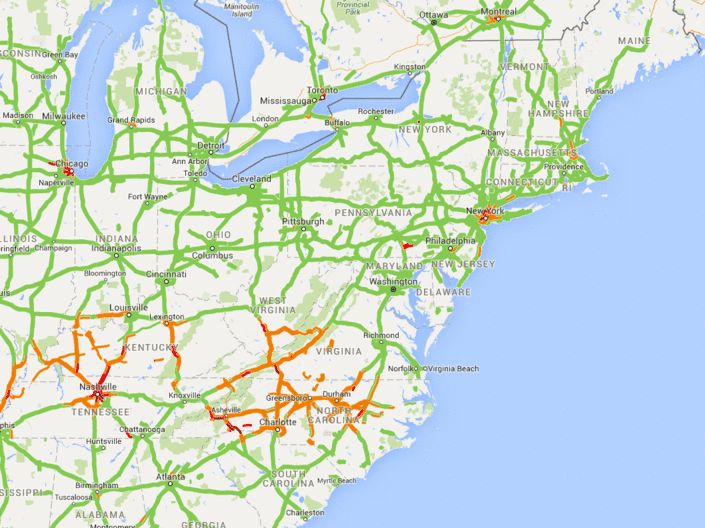 Manitoulin
Island
Provincial
Park
Ottawa
Montreal
MAINE
Green Bay
Oshkosh
Kingston
VERMONT
MICHIGAN
Toronto
Mississauga
Portland
Madison
Milwaukee
Grand Rapids
London
Rochester
Buffalo
NEW YORK
NEW
HAMPSHIRE
Albany
Detroit
Ann Arbor
MASSACHUSETTS
Chicago
Naperville
Toledo
Cleveland
Providence
CONNECTICUT
RI
Fort Wayne
New York
PENNSYLVANIA
Pittsburgh
OHIO
INDIANA
Champaign
Indianapolis
Columbus
Philadelphia
MARYLAND
NEW JERSEY
Bloomington
Cincinnati
Washington
DELAWARE
WEST
VIRGINIA
Louisville
Lexington
Richmond
KENTUCKY
VIRGINIA
Norfolk
Virginia Beach
Nashville
Knoxville
Greensboro
Durham
TENNESSEE
Asheville
NORTH
CAROLINA
Charlotte
Chattanooga
Huntsville
Atlanta
SOUTH
CAROLINA
Myrtle Beach
Birmingham
Tuscaloosa
Charleston
Montgomery
ALABAMA
GEORGIA